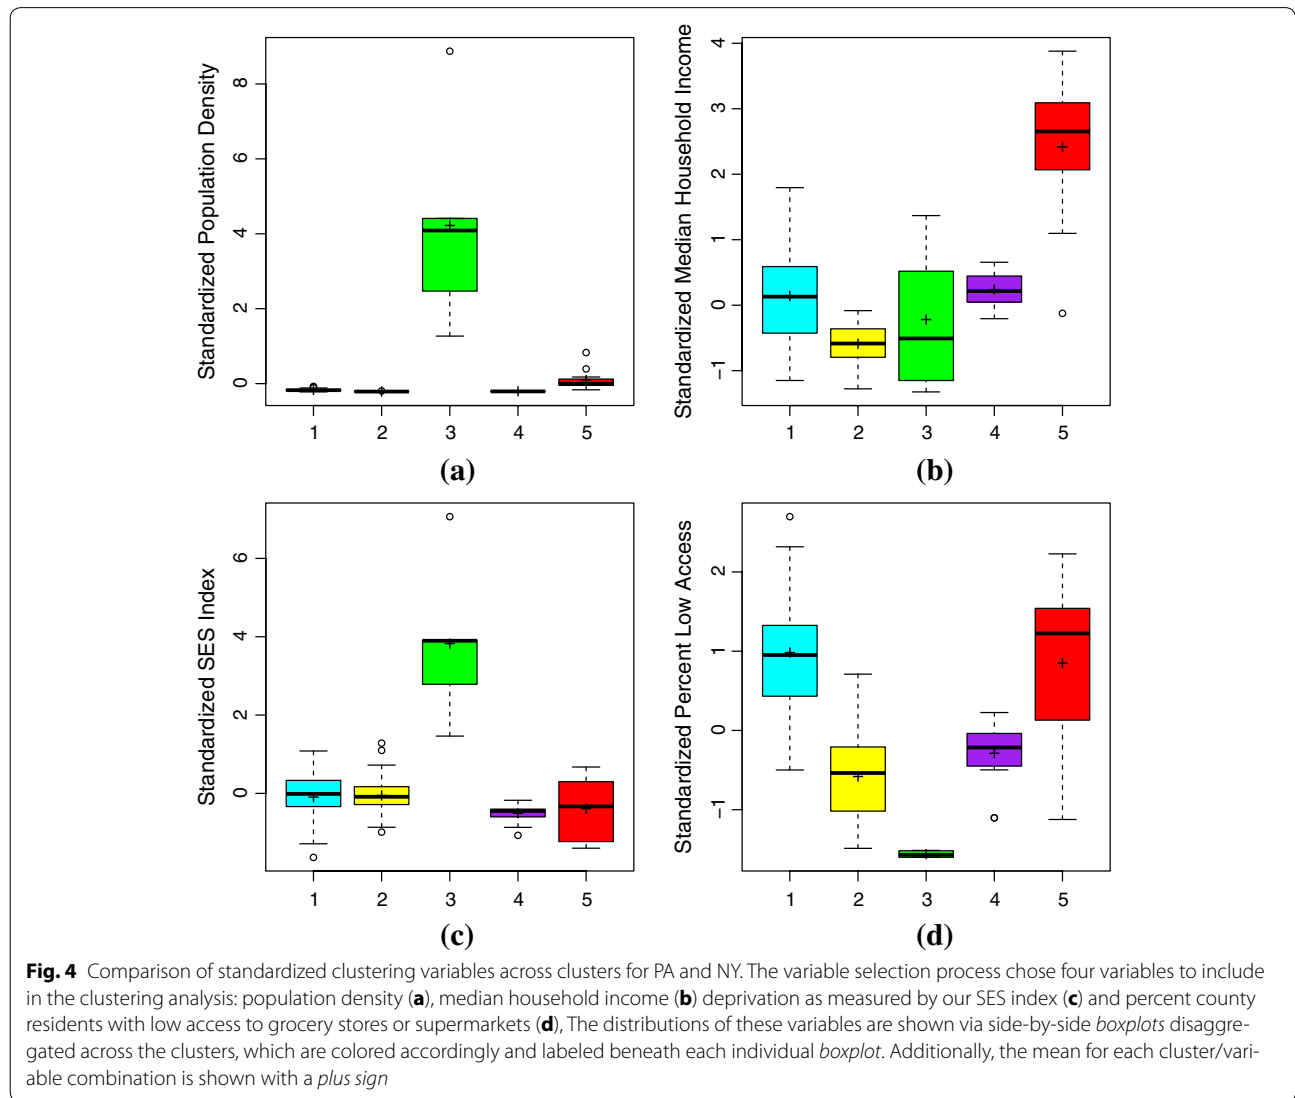 Standardized Population Density
8
6
4
2
0
1 2 3 4 5
(a)
Standardized Median Household Income
4
3
2
1
0
−1
1 2 3 4 5
(b)
Standardized SES Index
6
4
2
0
1 2 3 4 5
(c)
Standardized Percent Low Access
2
1
0
−1
1 2 3 4 5
(d)
Fig. 4 Comparison of standardized clustering variables across clusters for PA and NY. The variable selection process chose four variables to include
in the clustering analysis: population density (a), median household income (b) deprivation as measured by our SES index (c) and percent county
residents with low access to grocery stores or supermarkets (d), The distributions of these variables are shown via side-by-side boxplots disaggre-
gated across the clusters, which are colored accordingly and labeled beneath each individual boxplot. Additionally, the mean for each cluster/vari-
able combination is shown with a plus sign